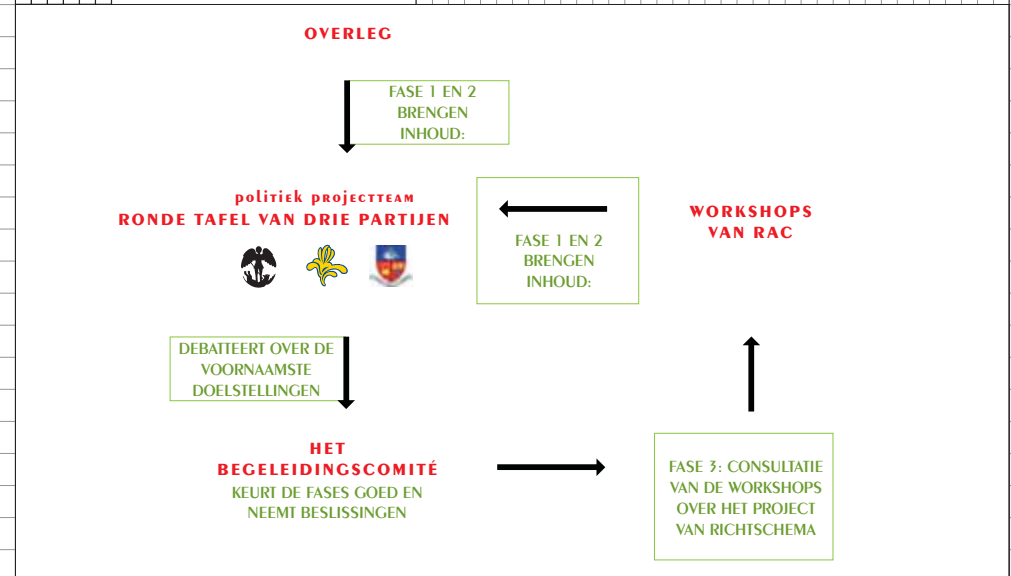 OVERLEG
FASE 1 EN 2
BRENGEN
INHOUD:
politiek projectteam
RONDE TAFEL VAN DRIE PARTIJEN
FASE 1 EN 2
BRENGEN
INHOUD:
WORKSHOPS
VAN RAC
DEBATTEERT OVER DE
VOORNAAMSTE
DOELSTELLINGEN
HET
BEGELEIDINGSCOMITÉ
KEURT DE FASES GOED EN
NEEMT BESLISSINGEN
FASE 3: CONSULTATIE
VAN DE WORKSHOPS
OVER HET PROJECT
VAN RICHTSCHEMA